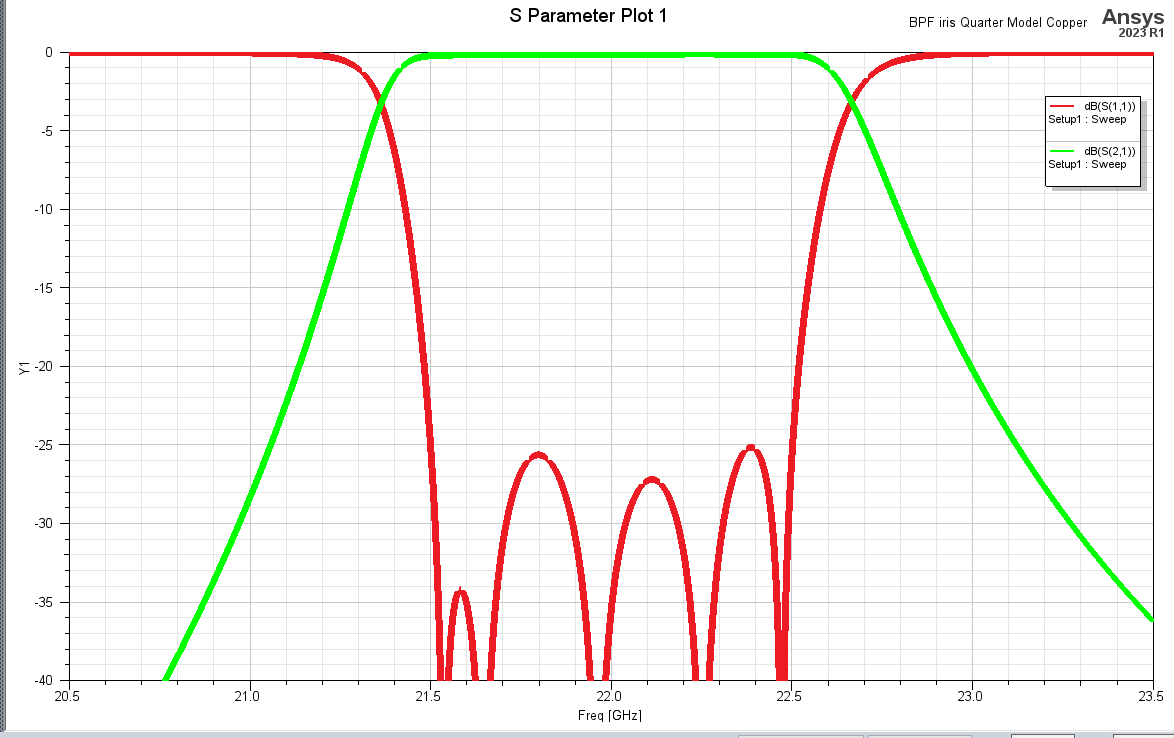 S Parameter Plot 1
BPF iris Quarter Model Copper
Ansys
2023 R1
0
-5
-10
-15
-20
-25
-30
-35
-40
Y1
dB(S(1,1))
Setup1 : Sweep
dB(S(2,1))
Setup1 : Sweep
20.5
21.0
21.5
22.0
22.5
23.0
23.5
Freq [GHz]